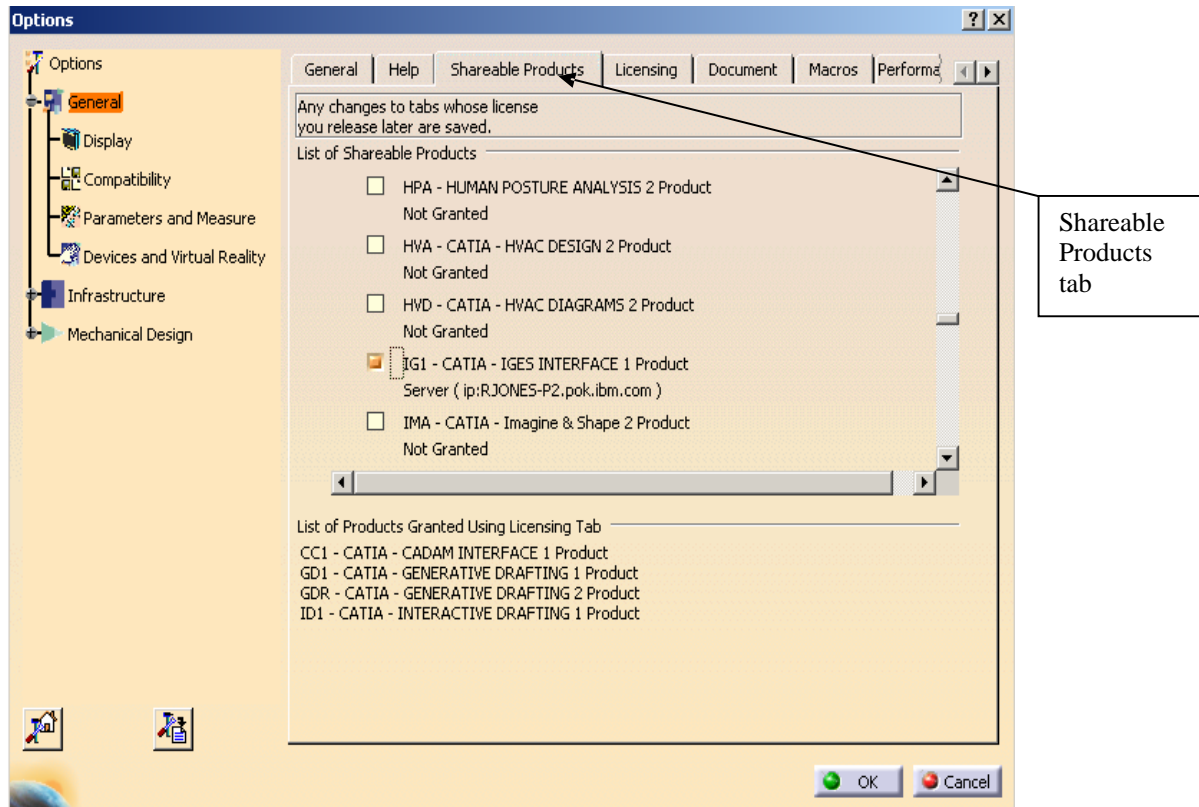 Options
Options
General
Display
Compatibility
Parameters and Measure
Devices and Virtual Reality
Infrastructure
Mechanical Design
General Help Shareable Products Licensing Document Macros Performa
Any changes to tabs whose license
you release later are saved.
List of Shareable Products
HPA - HUMAN POSTURE ANALYSIS 2 Product
Not Granted
HVA - CATIA - HVAC DESIGN 2 Product
Not Granted
HVD - CATIA - HVAC DIAGRAMS 2 Product
Not Granted
IG1 - CATIA - IGES INTERFACE 1 Product
Server ( ip:RJONES-P2.pok.ibm.com )
IMA - CATIA - Imagine & Shape 2 Product
Not Granted
List of Products Granted Using Licensing Tab
CC1 - CATIA - CADAM INTERFACE 1 Product
GD1 - CATIA - GENERATIVE DRAFTING 1 Product
GDR - CATIA - GENERATIVE DRAFTING 2 Product
ID1 - CATIA - INTERACTIVE DRAFTING 1 Product
OK Cancel
Shareable
Products
tab